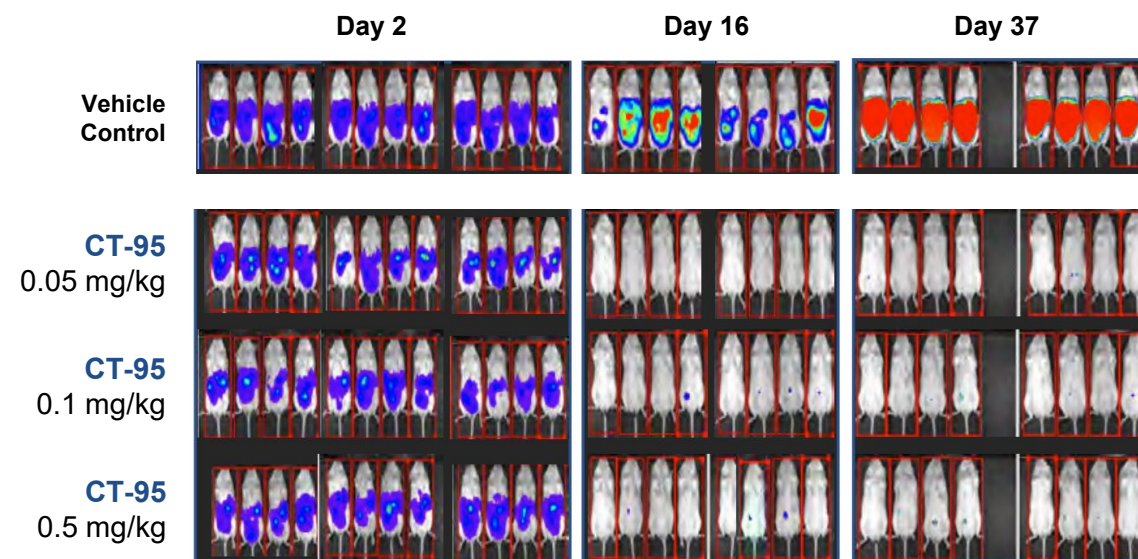 Day 2
Day 16
Day 37
Vehicle
Control
CT-95
0.05 mg/kg
CT-95
0.1 mg/kg
CT-95
0.5 mg/kg